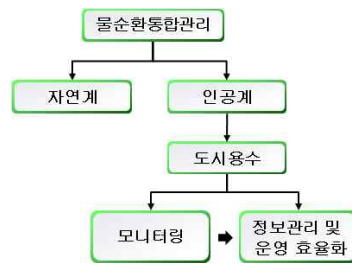 물순환통합관리
자연계
인공계
도시용수
모니터링
정보관리 및
운영 효율화